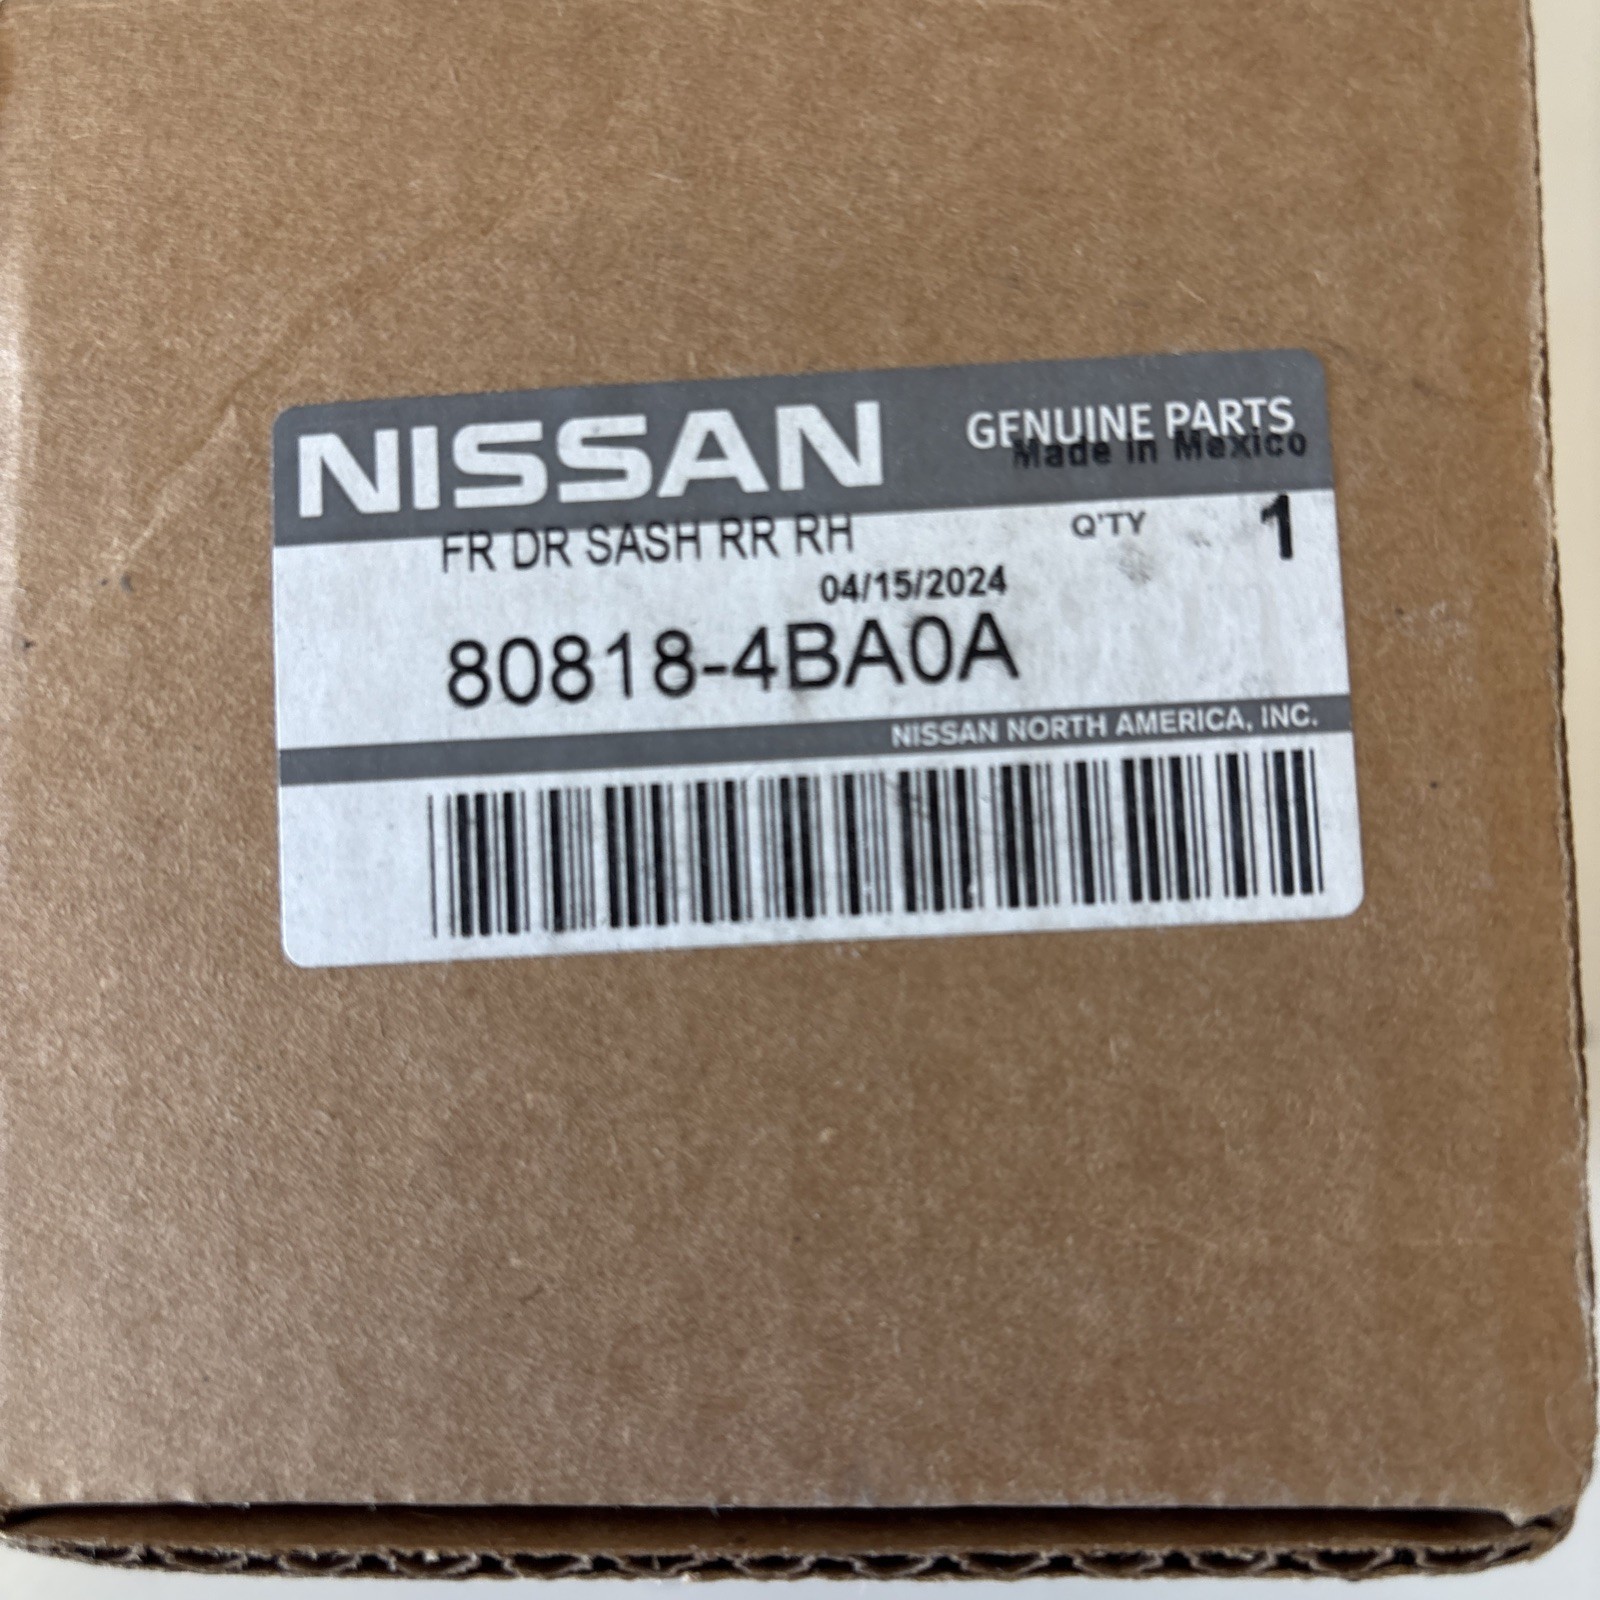 NISSAN
GENUINE PARTS
Made in Mexico
FR DR SASH RR RH
Q'TY 1
04/15/2024
80818-4BA0A
NISSAN NORTH AMERICA, INC.